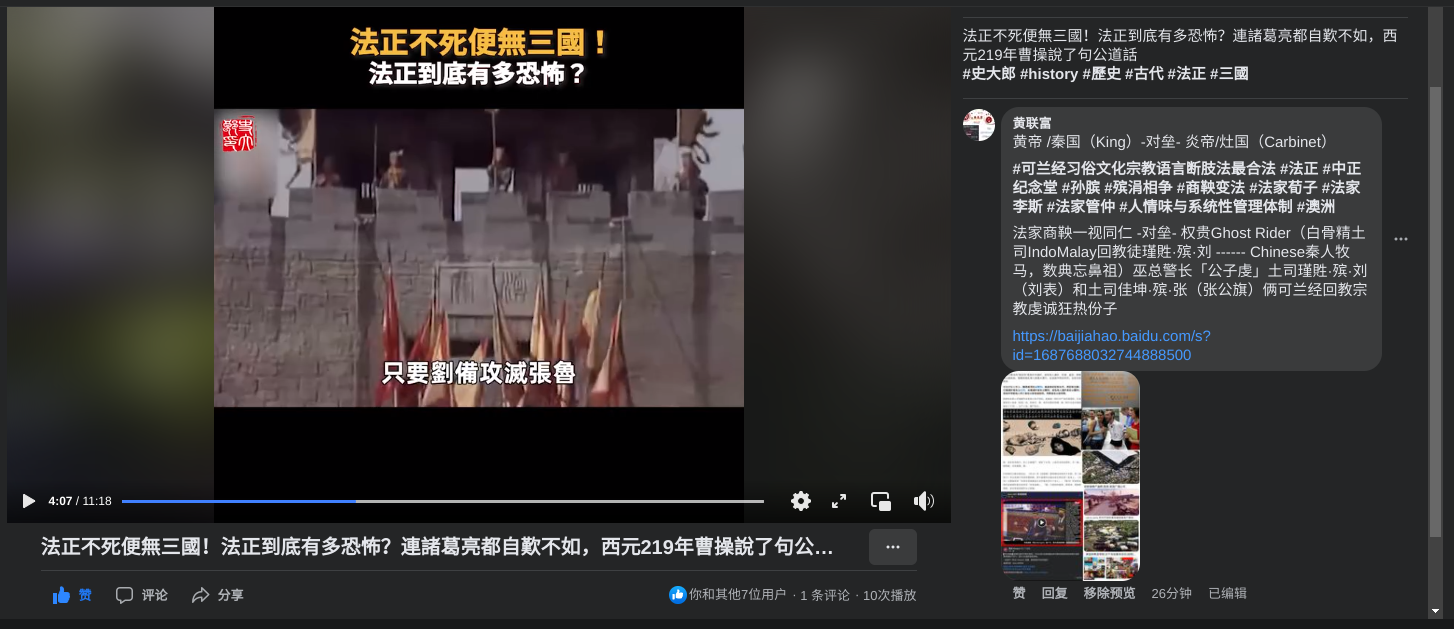 法正不死便無三國！
法正到底有多恐怖？
只要劉備攻滅張魯
4:07 / 11:18
法正不死便無三國！法正到底有多恐怖？連諸葛亮都自歎不如，西元219年曹操說了句公…
赞
评论
分享
你和其他7位用户 · 1 条评论 · 10次播放
法正不死便無三國！法正到底有多恐怖？連諸葛亮都自歎不如，西
元219年曹操說了句公道話
#史大郎 #history #歷史 #古代 #法正 #三國
黄联富
黄帝 /秦国（King）-对垒- 炎帝/灶国（Carbinet）
#可兰经习俗文化宗教语言断肢法最合法 #法正 #中正
纪念堂 #孙膑 #殡涓相争 #商鞅变法 #法家荀子 #法家
李斯 #法家管仲 #人情味与系统性管理体制 #澳洲
法家商鞅一视同仁 -对垒- 权贵Ghost Rider（白骨精土
司IndoMalay回教徒瑾貹·殡·刘 ------ Chinese秦人牧
马，数典忘鼻祖）巫总警长「公子虔」土司瑾貹·殡·刘
（刘表）和土司佳坤·殡·张（张公旗）俩可兰经回教宗
教虔诚狂热份子
https://baijiahao.baidu.com/s?
id=1687688032744888500
赞
回复
移除预览
26分钟
已编辑